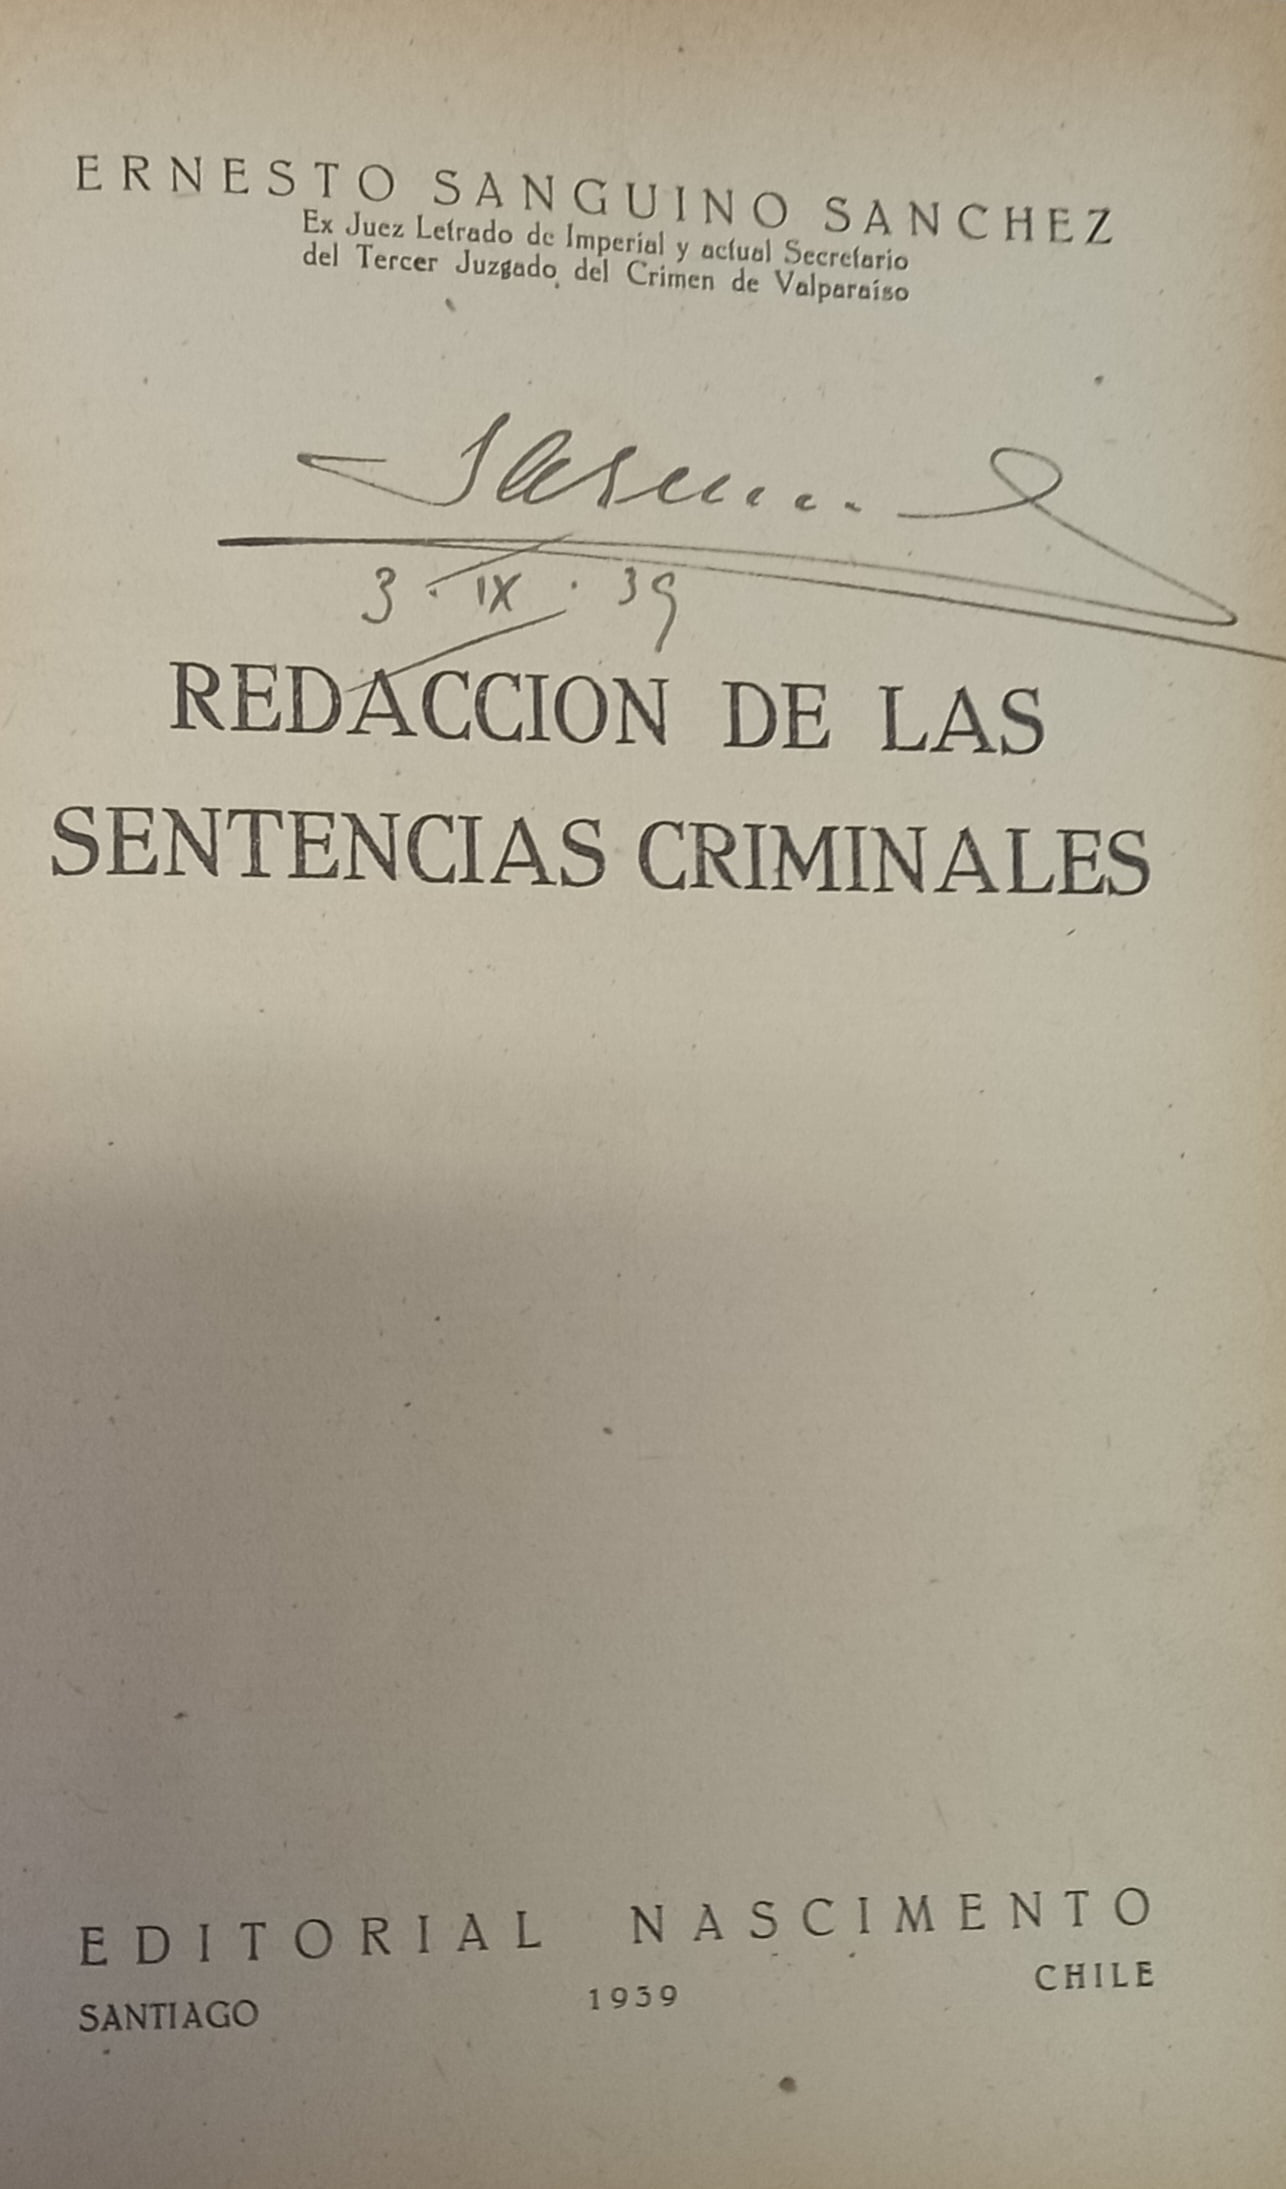 ERNESTO SANGUINO SANCHEZ
Ex Juez Letrado de Imperial y actual Secretario
del Tercer Juzgado del Crimen de Valparaíso
3 · IX · 39
REDACCION DE LAS
SENTENCIAS CRIMINALES
EDITORIAL NASCIMENTO
SANTIAGO 1939 CHILE